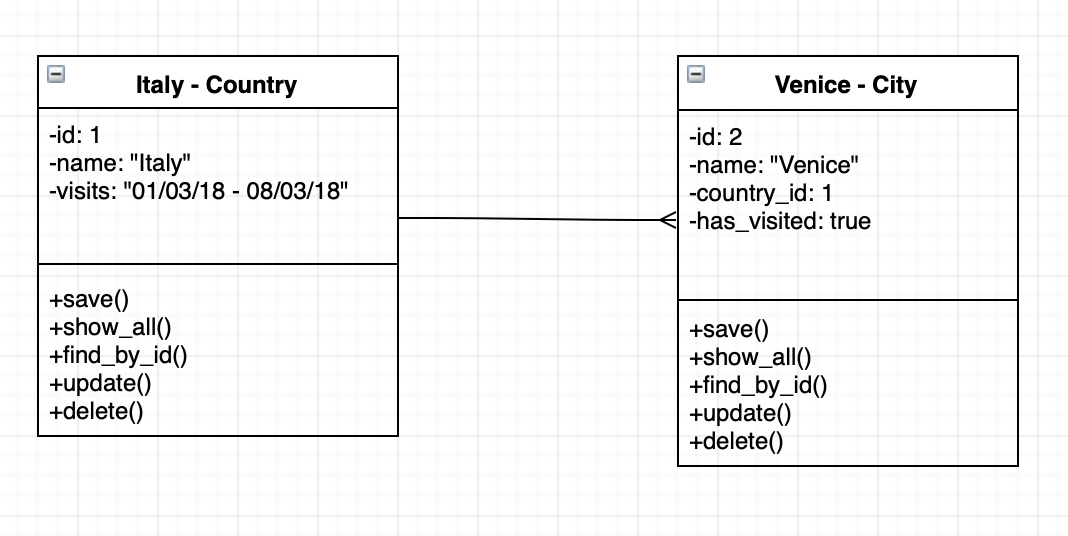 Italy - Country
-id: 1
-name: "Italy"
-visits: "01/03/18 - 08/03/18"
+save()
+show_all()
+find_by_id()
+update()
+delete()
Venice - City
-id: 2
-name: "Venice"
-country_id: 1
-has_visited: true
+save()
+show_all()
+find_by_id()
+update()
+delete()